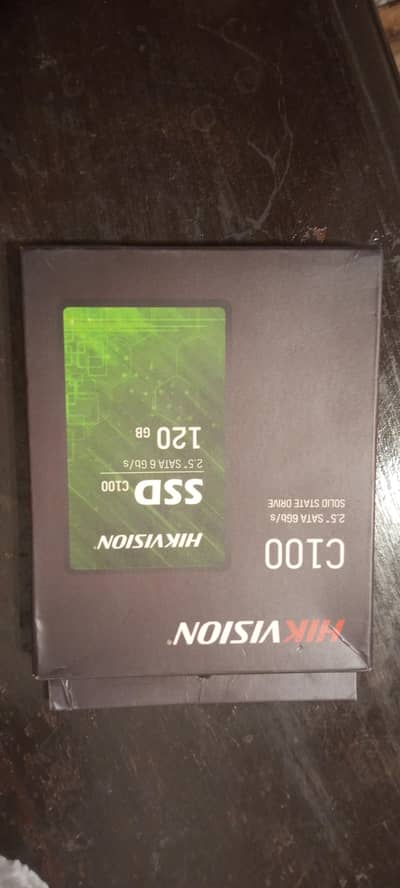 HIKVISION®
C100
2.5" SATA 6Gb/s
SOLID STATE DRIVE
HIKVISION®
SSD C100
2.5" SATA 6 Gb/s
120 GB